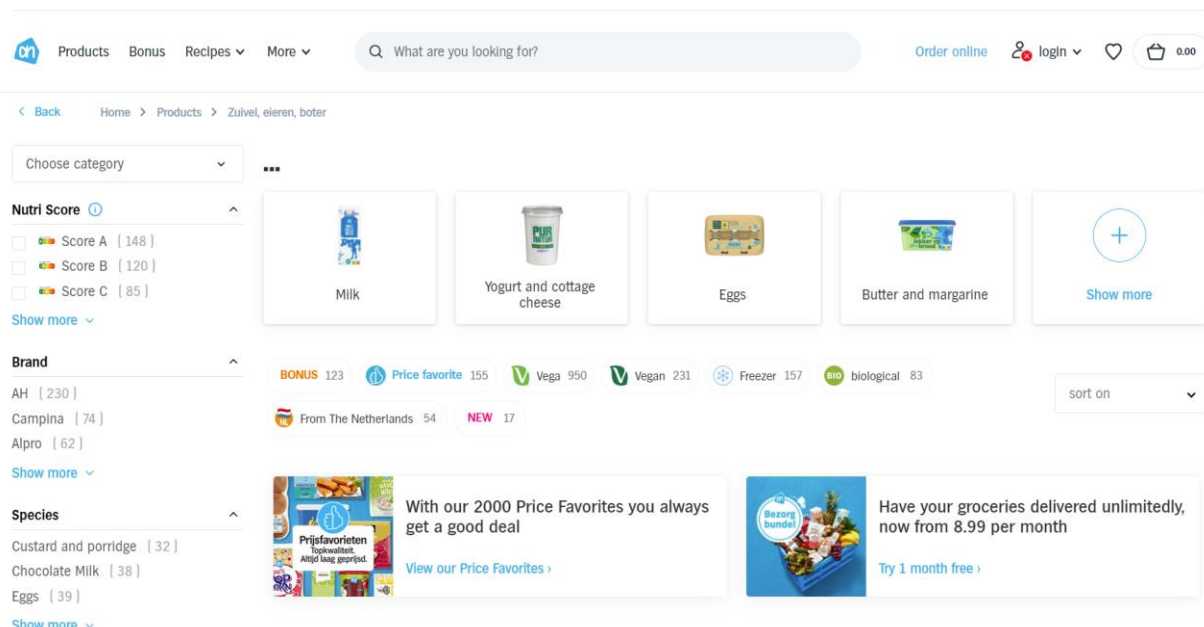 Products Bonus Recipes More What are you looking for? Order online login 0.00
Back Home > Products > Zuivel, eieren, boter
Choose category
Nutri Score
Score A [ 148 ]
Score B [ 120 ]
Score C [ 85 ]
Show more
Brand
AH [ 230 ]
Campina [ 74 ]
Alpro [ 62 ]
Show more
Species
Custard and porridge [ 32 ]
Chocolate Milk [ 38 ]
Eggs [ 39 ]
Show more
...
Milk
PUR
NATUR
Yogurt and cottage
cheese
Eggs
Butter and margarine
Show more
BONUS 123 Price favorite 155 Vega 950 Vegan 231 Freezer 157 BIO biological 83
NL From The Netherlands 54 NEW 17
sort on
Prijsfavorieten
Topkwaliteit.
Altijd laag geprijsd.
With our 2000 Price Favorites you always
get a good deal
View our Price Favorites ›
Bezorg
bundel
Have your groceries delivered unlimitedly,
now from 8.99 per month
Try 1 month free ›